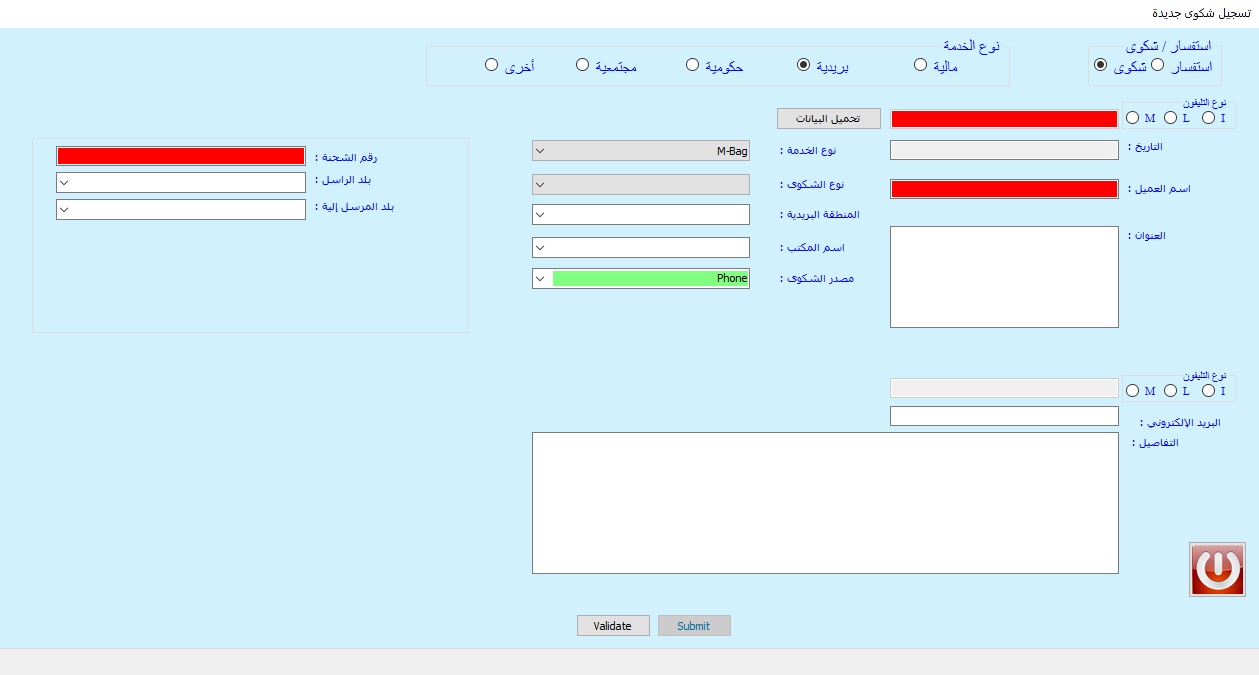 تسجيل شكوى جديدة
استفسار / شكوى
استفسار
شكوى
نوع الخدمة
مالية
بريدية
حكومية
مجتمعية
أخرى
نوع التليفون
I
L
M
تحميل البيانات
التاريخ :
اسم العميل :
العنوان :
نوع الخدمة :
M-Bag
نوع الشكوى :
المنطقة البريدية :
اسم المكتب :
مصدر الشكوى :
Phone
رقم الشحنة :
بلد الراسل :
بلد المرسل إلية :
نوع التليفون
I
L
M
البريد الإلكتروني :
التفاصيل :
Validate
Submit